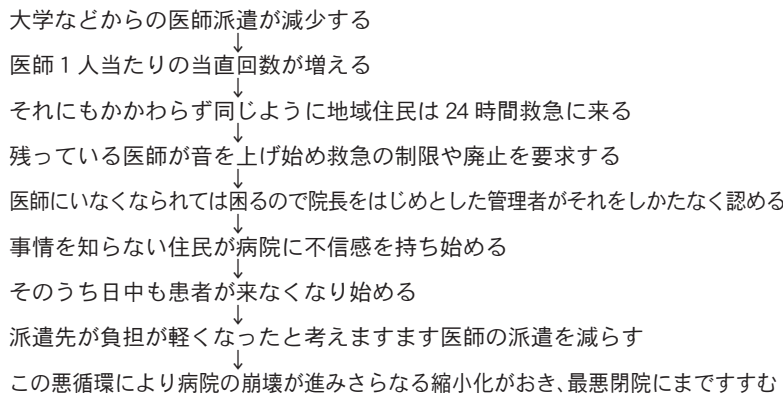 大学などからの医師派遣が減少する
↓
医師1人当たりの当直回数が増える
↓
それにもかかわらず同じように地域住民は24時間救急に来る
↓
残っている医師が音を上げ始め救急の制限や廃止を要求する
↓
医師にいなくなられては困るので院長をはじめとした管理者がそれをしかたなく認める
↓
事情を知らない住民が病院に不信感を持ち始める
↓
そのうち日中も患者が来なくなり始める
↓
派遣先が負担が軽くなったと考えますます医師の派遣を減らす
↓
この悪循環により病院の崩壊が進みさらなる縮小化がおき、最悪閉院にまですすむ